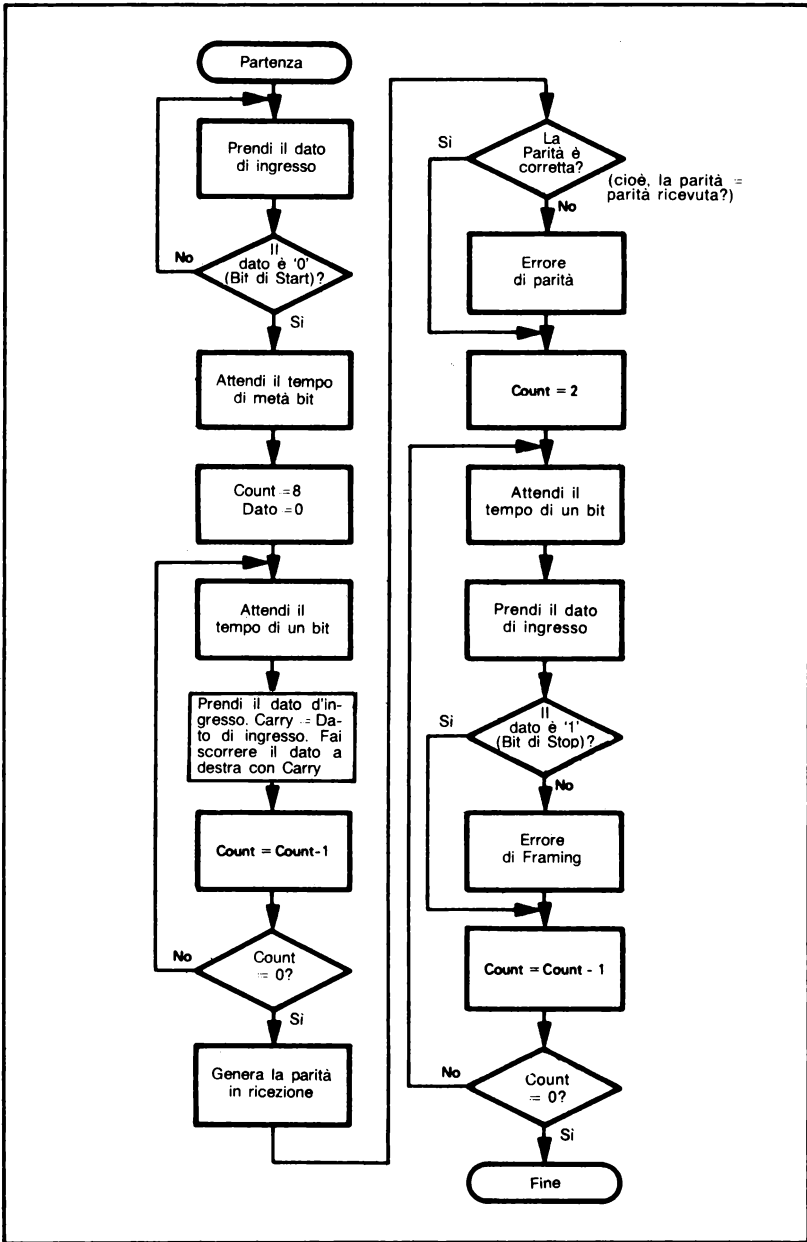 Partenza
Prendi il dato
di ingresso
Il
dato è '0'
(Bit di Start)?
No
Sì
Attendi il tempo
di metà bit
Count = 8
Dato = 0
Attendi il
tempo di un bit
Prendi il dato d'in-
gresso. Carry = Da-
to di ingresso. Fai
scorrere il dato a
destra con Carry
Count = Count-1
Count
= 0?
No
Sì
Genera la parità
in ricezione
La
Parità è
corretta?
Sì
(cioè, la parità =
parità ricevuta?)
No
Errore
di parità
Count = 2
Attendi il
tempo di un bit
Prendi il dato
di ingresso
Il
dato è '1'
(Bit di Stop)?
Sì
No
Errore
di Framing
Count = Count - 1
Count
= 0?
No
Sì
Fine